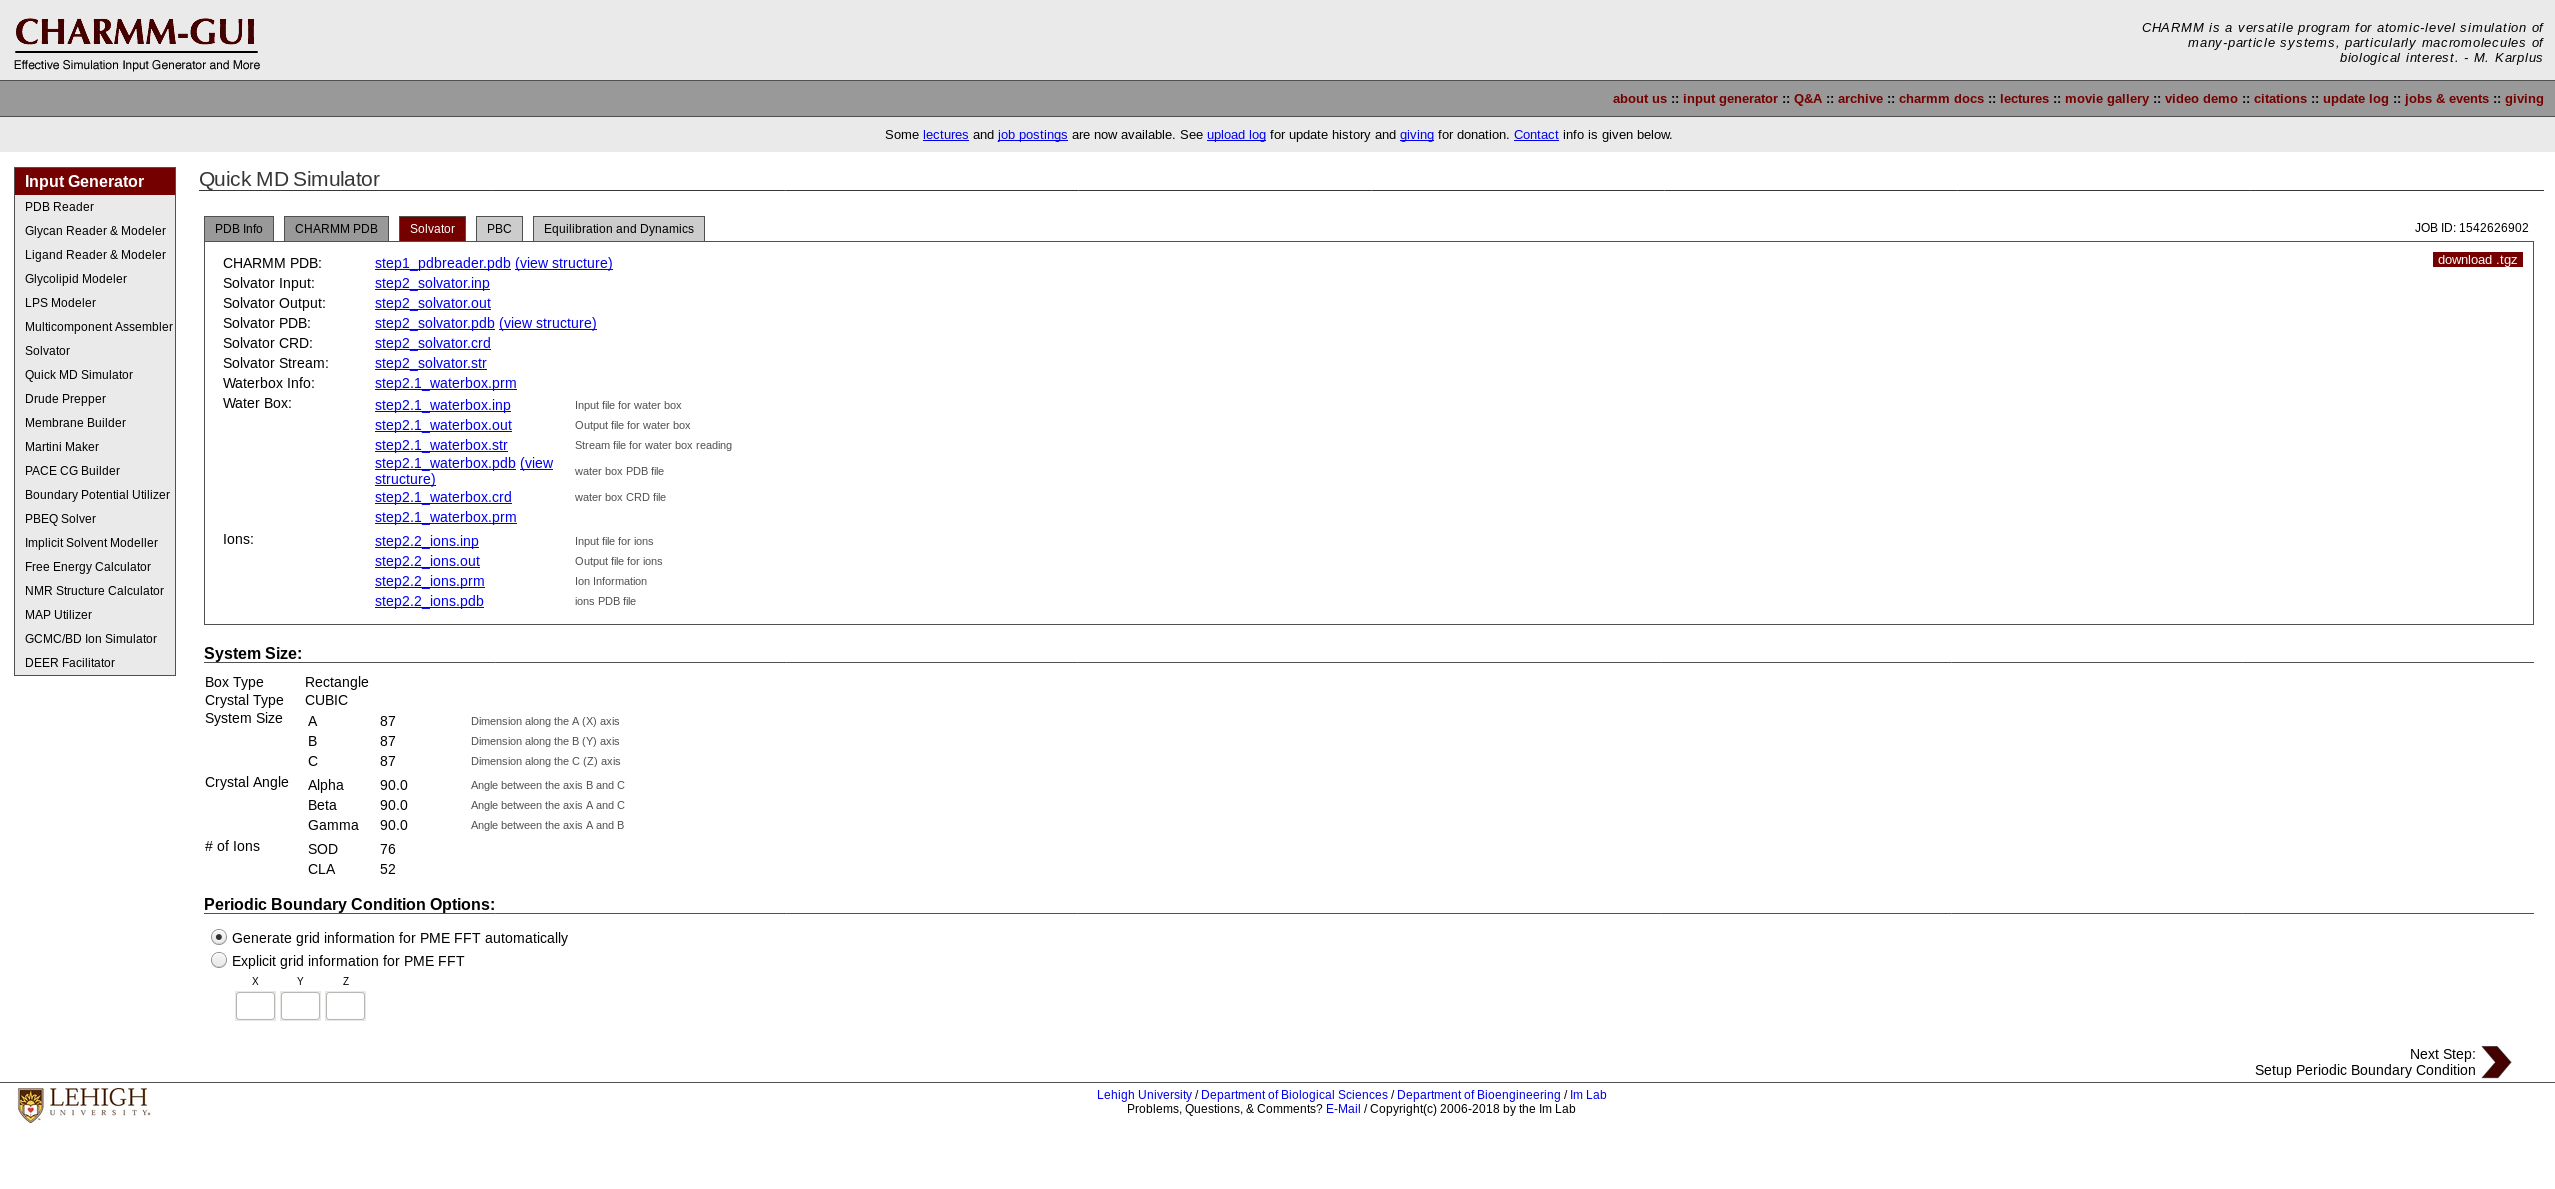 CHARMM-GUI
Effective Simulation Input Generator and More
CHARMM is a versatile program for atomic-level simulation of
many-particle systems, particularly macromolecules of
biological interest. - M. Karplus
about us :: input generator :: Q&A :: archive :: charmm docs :: lectures :: movie gallery :: video demo :: citations :: update log :: jobs & events :: giving
Some lectures and job postings are now available. See upload log for update history and giving for donation. Contact info is given below.
Input Generator
PDB Reader
Glycan Reader & Modeler
Ligand Reader & Modeler
Glycolipid Modeler
LPS Modeler
Multicomponent Assembler
Solvator
Quick MD Simulator
Drude Prepper
Membrane Builder
Martini Maker
PACE CG Builder
Boundary Potential Utilizer
PBEQ Solver
Implicit Solvent Modeller
Free Energy Calculator
NMR Structure Calculator
MAP Utilizer
GCMC/BD Ion Simulator
DEER Facilitator
Quick MD Simulator
PDB Info CHARMM PDB Solvator PBC Equilibration and Dynamics JOB ID: 1542626902
download .tgz
CHARMM PDB: step1_pdbreader.pdb (view structure)
Solvator Input: step2_solvator.inp
Solvator Output: step2_solvator.out
Solvator PDB: step2_solvator.pdb (view structure)
Solvator CRD: step2_solvator.crd
Solvator Stream: step2_solvator.str
Waterbox Info: step2.1_waterbox.prm
Water Box: step2.1_waterbox.inp Input file for water box
step2.1_waterbox.out Output file for water box
step2.1_waterbox.str Stream file for water box reading
step2.1_waterbox.pdb (view
structure) water box PDB file
step2.1_waterbox.crd water box CRD file
step2.1_waterbox.prm
Ions: step2.2_ions.inp Input file for ions
step2.2_ions.out Output file for ions
step2.2_ions.prm Ion Information
step2.2_ions.pdb ions PDB file
System Size:
Box Type Rectangle
Crystal Type CUBIC
System Size A 87 Dimension along the A (X) axis
B 87 Dimension along the B (Y) axis
C 87 Dimension along the C (Z) axis
Crystal Angle Alpha 90.0 Angle between the axis B and C
Beta 90.0 Angle between the axis A and C
Gamma 90.0 Angle between the axis A and B
# of Ions SOD 76
CLA 52
Periodic Boundary Condition Options:
Generate grid information for PME FFT automatically
Explicit grid information for PME FFT
X Y Z
Next Step:
Setup Periodic Boundary Condition
LEHIGH
UNIVERSITY.
Lehigh University / Department of Biological Sciences / Department of Bioengineering / Im Lab
Problems, Questions, & Comments? E-Mail / Copyright(c) 2006-2018 by the Im Lab